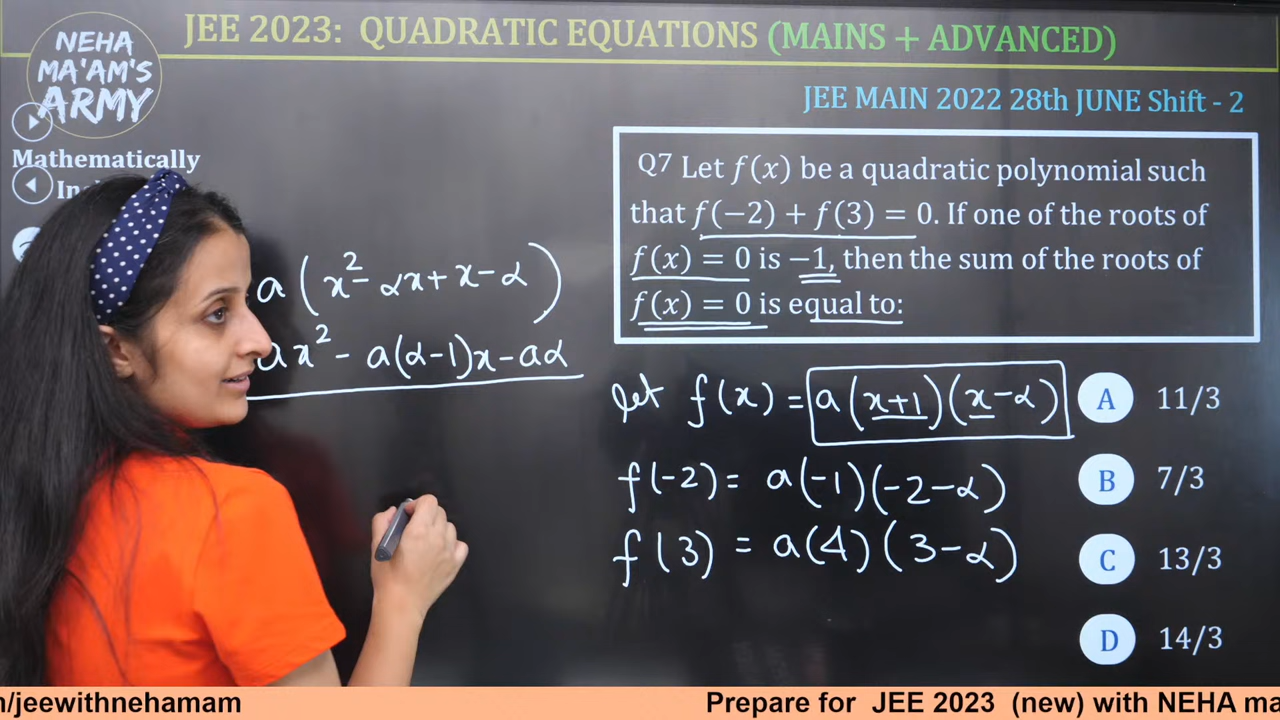 JEE 2023: QUADRATIC EQUATIONS (MAINS + ADVANCED)
NEHA
MA'AM'S
ARMY
JEE MAIN 2022 28th JUNE Shift - 2
Mathematically
Q7 Let f(x) be a quadratic polynomial such
that f(−2) + f(3) = 0. If one of the roots of
f(x) = 0 is −1, then the sum of the roots of
f(x) = 0 is equal to:
a(x² - αx + x - α)
ax² - a(α-1)x - aα
let f(x) = a(x+1)(x-α)
f(-2) = a(-1)(-2-α)
f(3) = a(4)(3-α)
A 11/3
B 7/3
C 13/3
D 14/3
/jeewithnehamam
Prepare for JEE 2023 (new) with NEHA